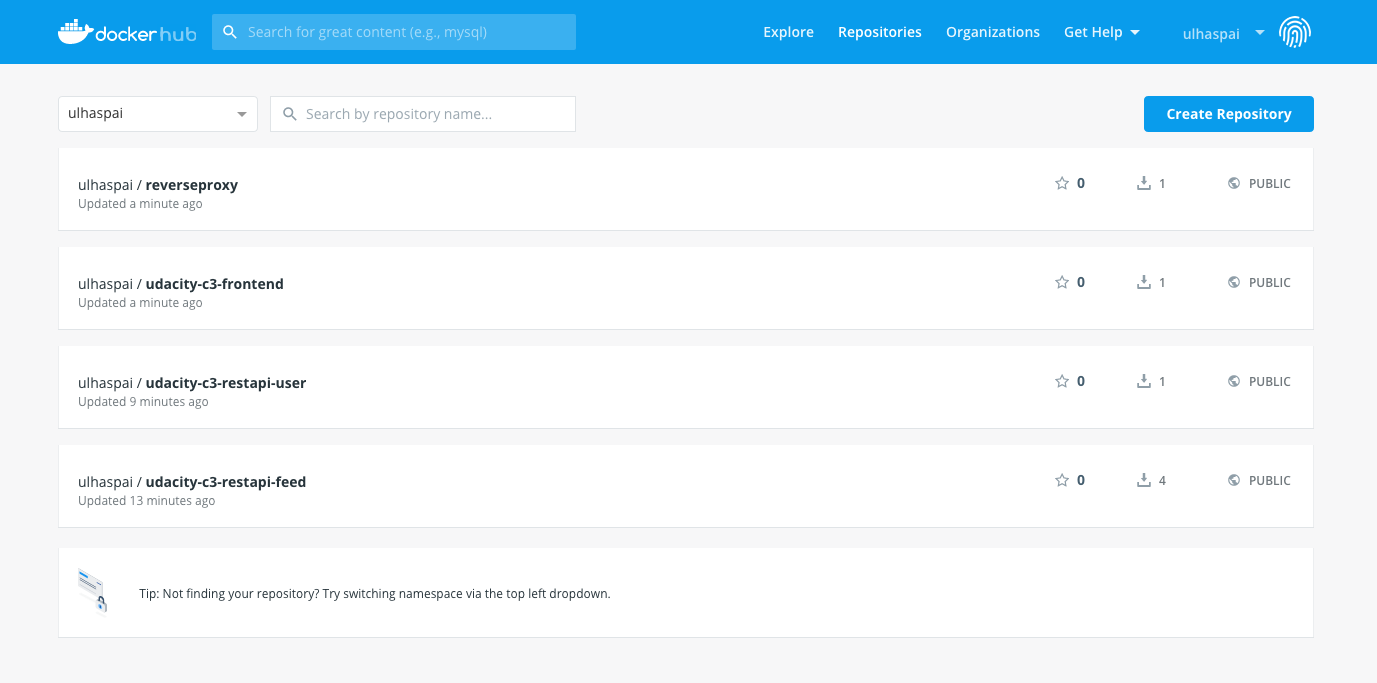 docker hub
Search for great content (e.g., mysql)
Explore
Repositories
Organizations
Get Help
ulhaspai
ulhaspai
Search by repository name...
Create Repository
ulhaspai / reverseproxy
Updated a minute ago
0
1
PUBLIC
ulhaspai / udacity-c3-frontend
Updated a minute ago
0
1
PUBLIC
ulhaspai / udacity-c3-restapi-user
Updated 9 minutes ago
0
1
PUBLIC
ulhaspai / udacity-c3-restapi-feed
Updated 13 minutes ago
0
4
PUBLIC
Tip: Not finding your repository? Try switching namespace via the top left dropdown.